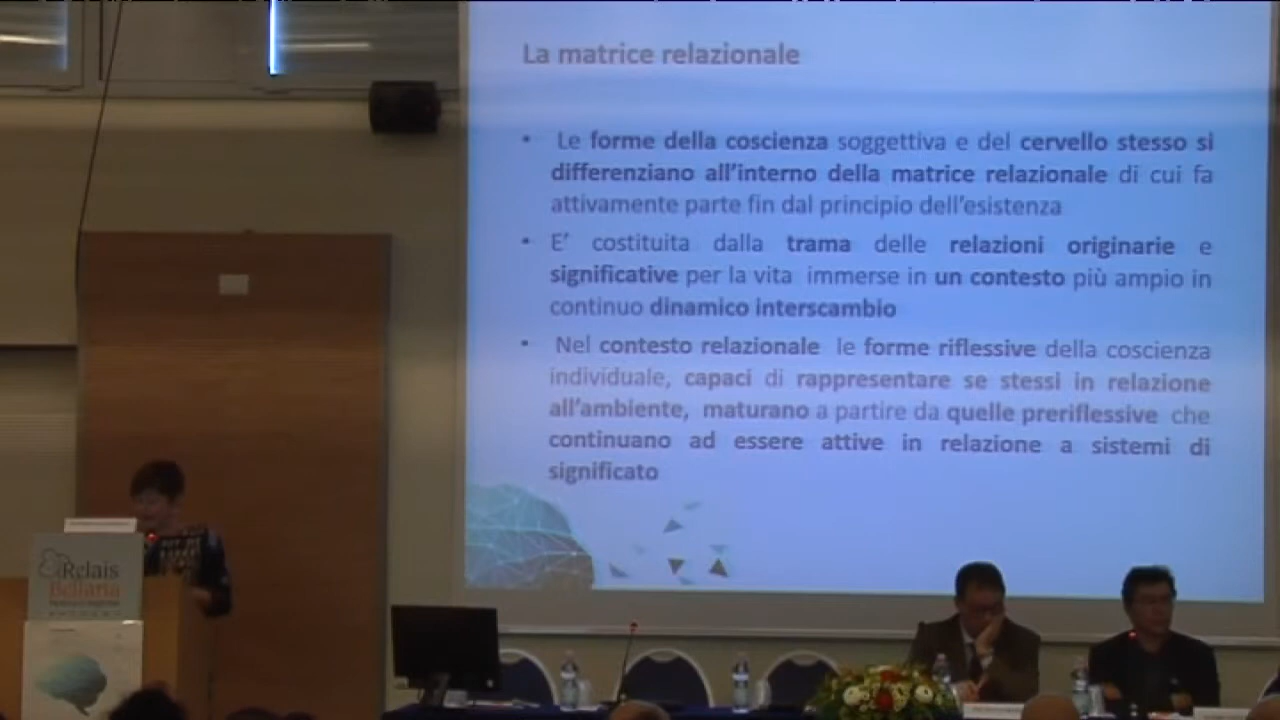 La matrice relazionale
• Le forme della coscienza soggettiva e del cervello stesso si
differenziano all'interno della matrice relazionale di cui fa
attivamente parte fin dal principio dell'esistenza
• E' costituita dalla trama delle relazioni originarie e
significative per la vita immerse in un contesto più ampio in
continuo dinamico interscambio
• Nel contesto relazionale le forme riflessive della coscienza
individuale, capaci di rappresentare se stessi in relazione
all'ambiente, maturano a partire da quelle preriflessive che
continuano ad essere attive in relazione a sistemi di
significato
Relais
Bellaria